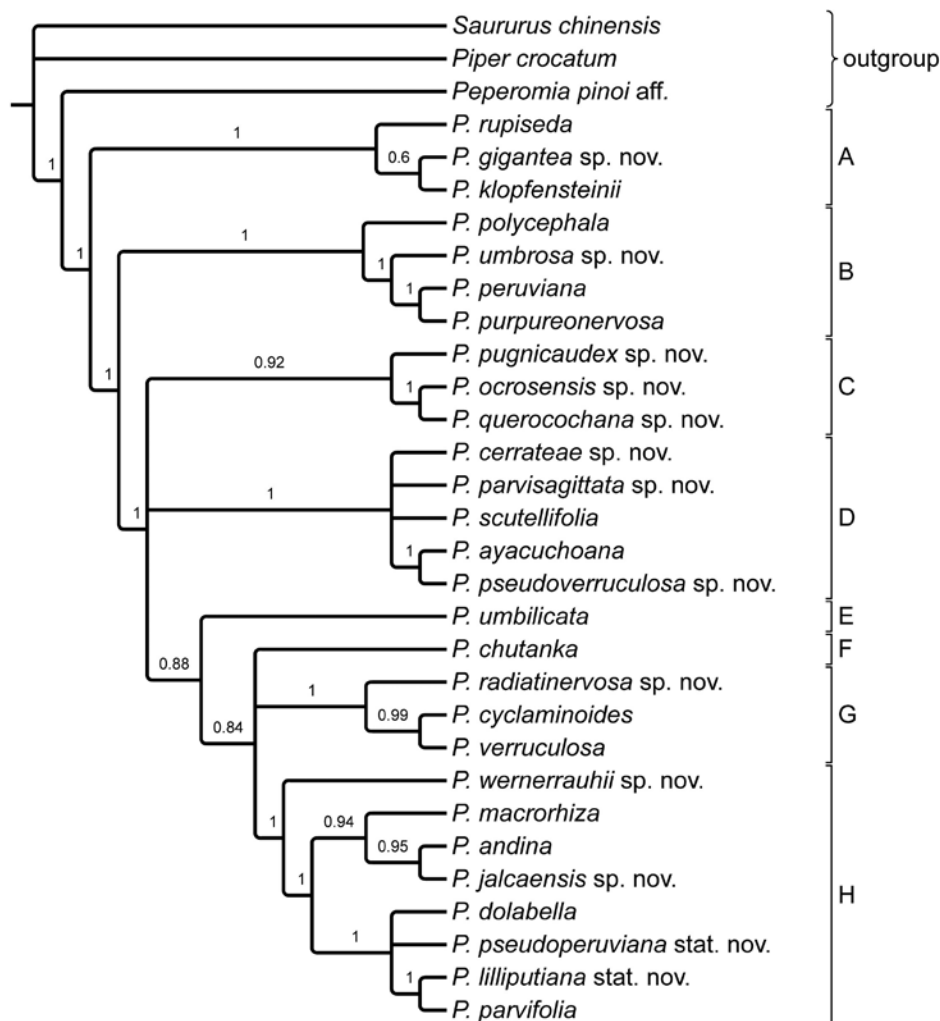 Saururus chinensis
Piper crocatum
outgroup
Peperomia pinoi aff.
1
P. rupiseda
1
0.6
P. gigantea sp. nov.
A
P. klopfensteinii
1
P. polycephala
1
1
P. umbrosa sp. nov.
B
1
P. peruviana
P. purpureonervosa
1
0.92
P. pugnicaudex sp. nov.
1
P. ocrosensis sp. nov.
C
P. querocochana sp. nov.
P. cerrateae sp. nov.
1
P. parvisagittata sp. nov.
1
P. scutellifolia
D
1
P. ayacuchoana
P. pseudoverruculosa sp. nov.
P. umbilicata
E
0.88
P. chutanka
F
1
P. radiatinervosa sp. nov.
0.84
0.99
P. cyclaminoides
G
P. verruculosa
P. wernerrauhii sp. nov.
1
0.94
P. macrorhiza
0.95
P. andina
1
P. jalcaensis sp. nov.
H
P. dolabella
1
P. pseudoperuviana stat. nov.
1
P. lilliputiana stat. nov.
P. parvifolia